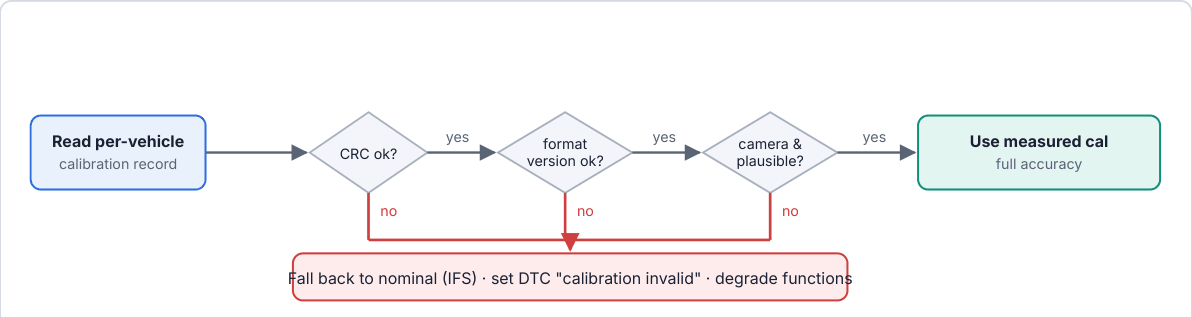 Read per-vehicle
calibration record
CRC ok?
yes
format
version ok?
yes
camera &
plausible?
yes
Use measured cal
full accuracy
no
no
no
Fall back to nominal (IFS) · set DTC "calibration invalid" · degrade functions